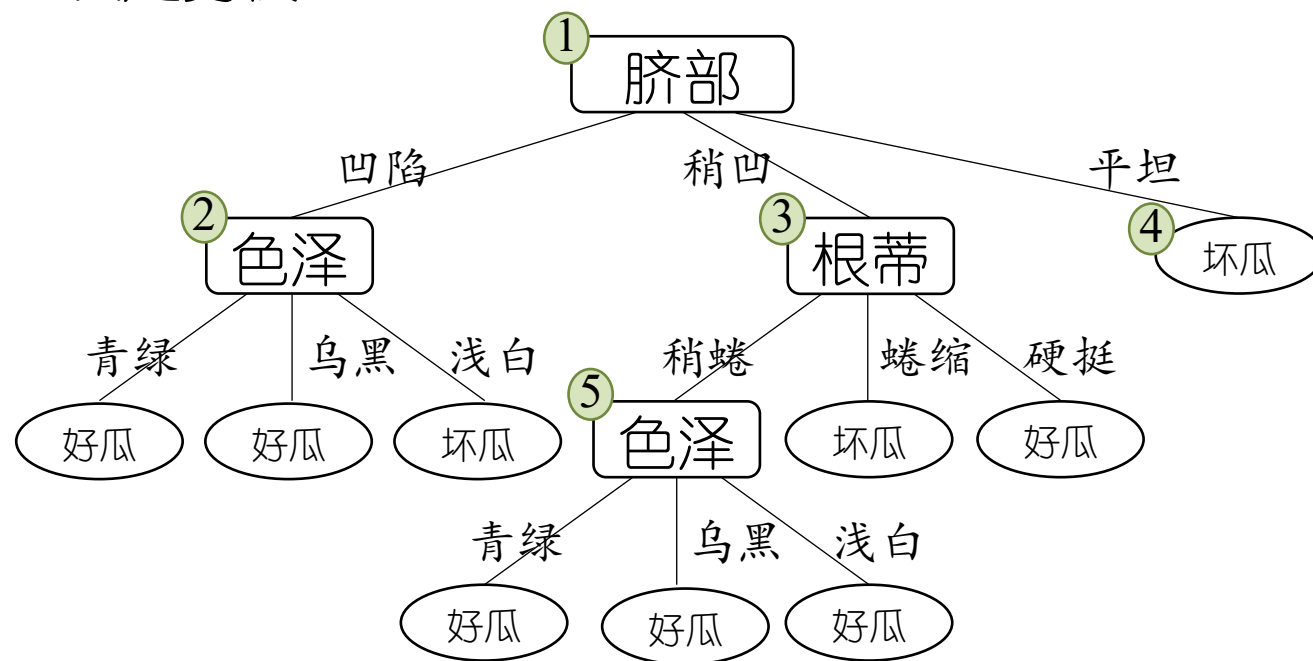 1
脐部
凹陷 稍凹 平坦
2 3 4
色泽 根蒂 坏瓜
青绿 乌黑 浅白 稍蜷 蜷缩 硬挺
5
好瓜 好瓜 坏瓜 色泽 坏瓜 好瓜
青绿 乌黑 浅白
好瓜 好瓜 好瓜